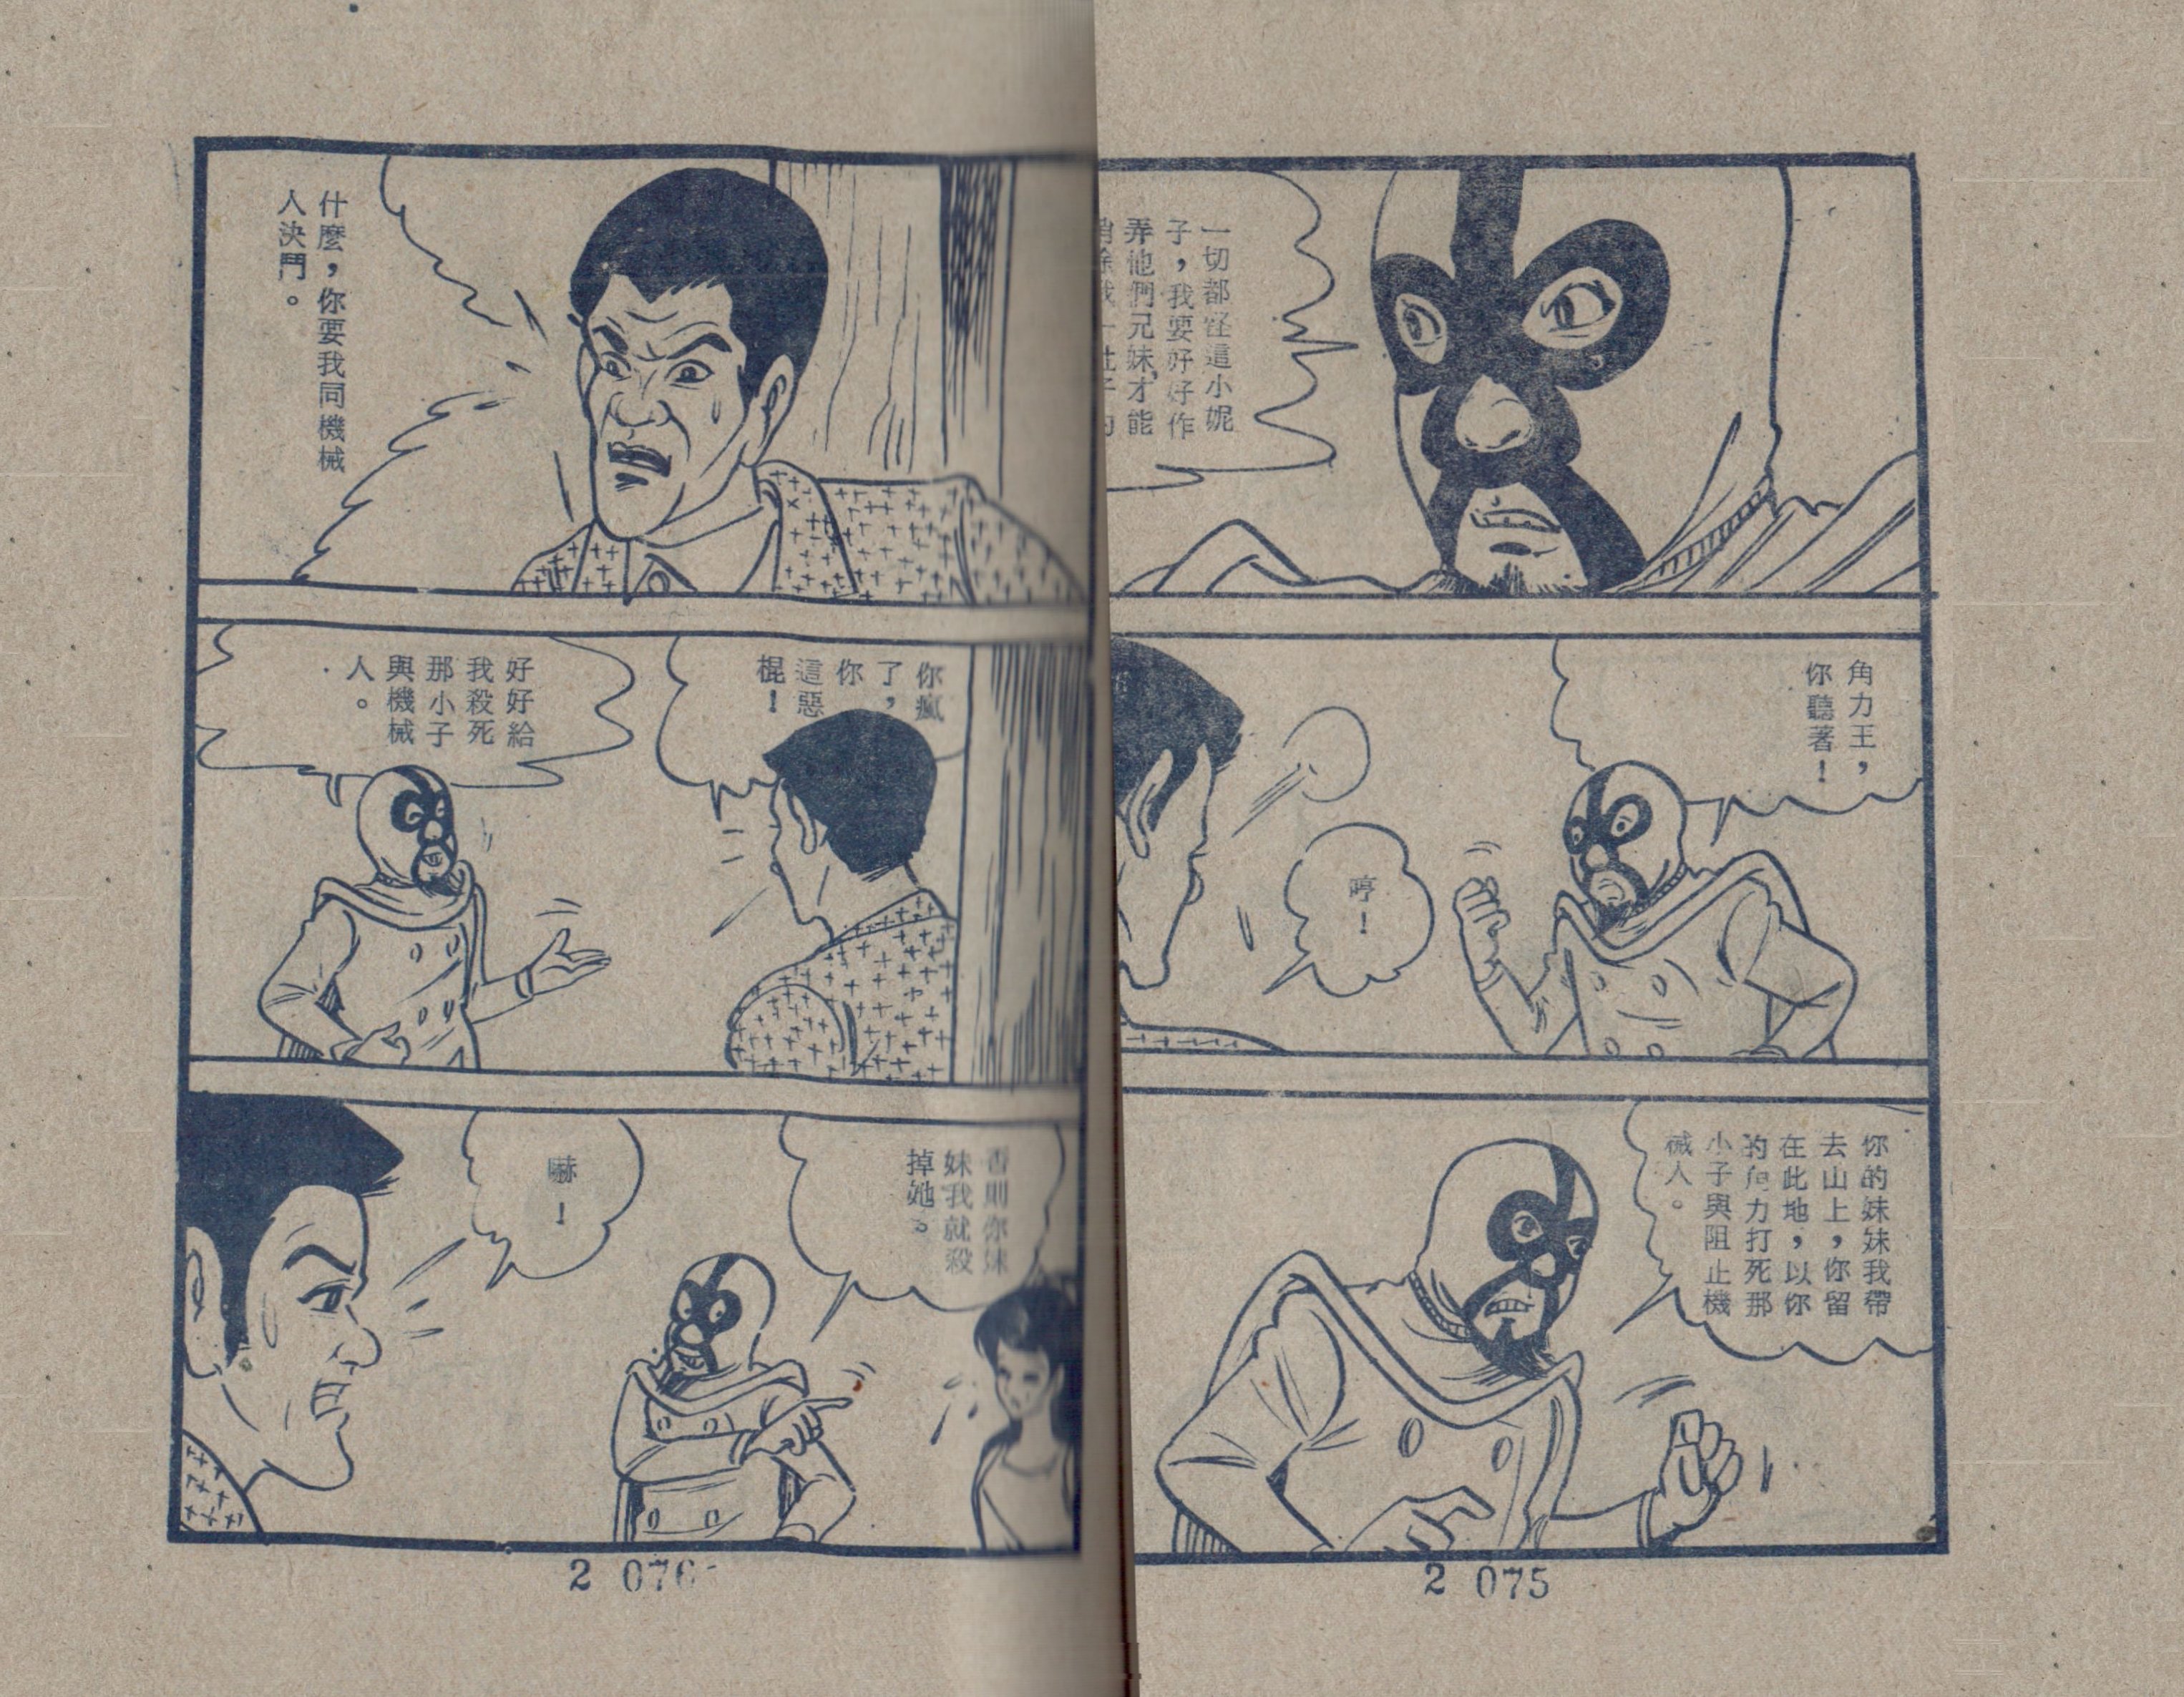 一切都怪這小妮
子，我要好好作
弄他們兄妹，才能
角力王，
你聽著！
哼！
你的妹妹我帶
去山上，你留
在此地，以你
力打死那
小子與阻止機
械人。
2 075
什麼，你要我同機械
人決鬥。
你瘋
了，
你
這惡
棍！
好好給
我殺死
那小子
與機械
人。
否則你妹
妹我就殺
掉她。
嚇！
2 076